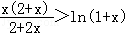 x(2+x)/(2+2x) > ln(1+x)